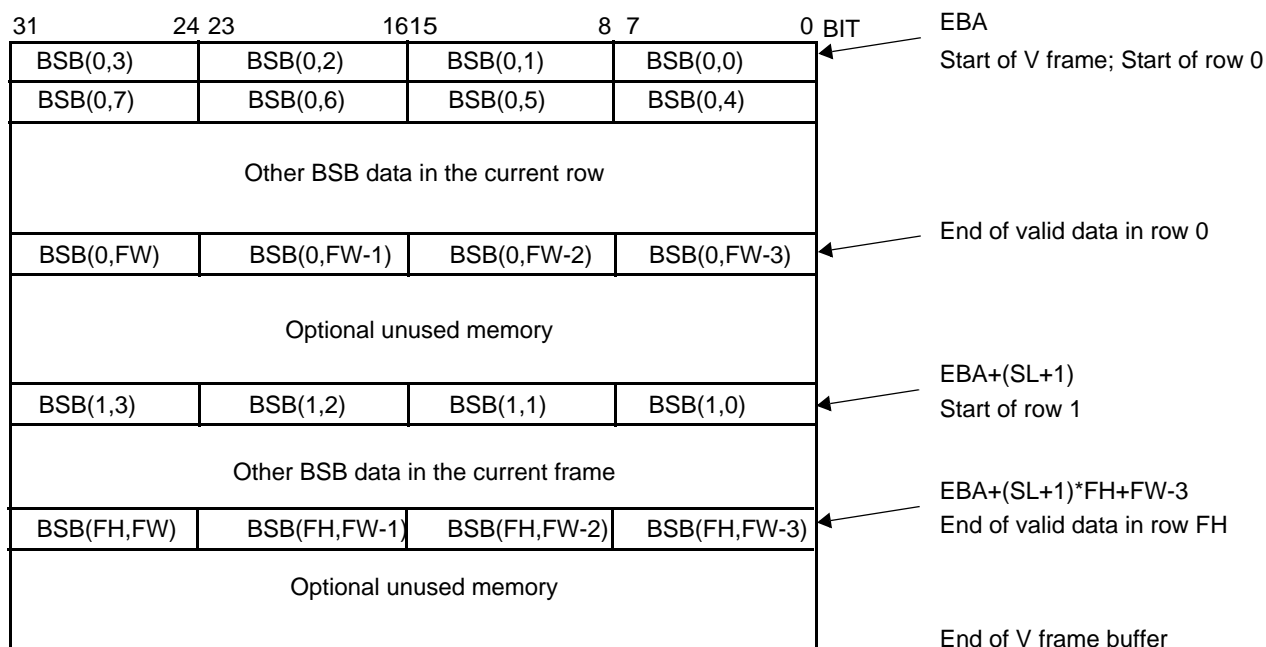 31 24 23 1615 8 7 0 BIT EBA
BSB(0,3) BSB(0,2) BSB(0,1) BSB(0,0) Start of V frame; Start of row 0
BSB(0,7) BSB(0,6) BSB(0,5) BSB(0,4)
Other BSB data in the current row
BSB(0,FW) BSB(0,FW-1) BSB(0,FW-2) BSB(0,FW-3) End of valid data in row 0
Optional unused memory
EBA+(SL+1)
BSB(1,3) BSB(1,2) BSB(1,1) BSB(1,0) Start of row 1
Other BSB data in the current frame
EBA+(SL+1)*FH+FW-3
BSB(FH,FW) BSB(FH,FW-1) BSB(FH,FW-2) BSB(FH,FW-3) End of valid data in row FH
Optional unused memory
End of V frame buffer